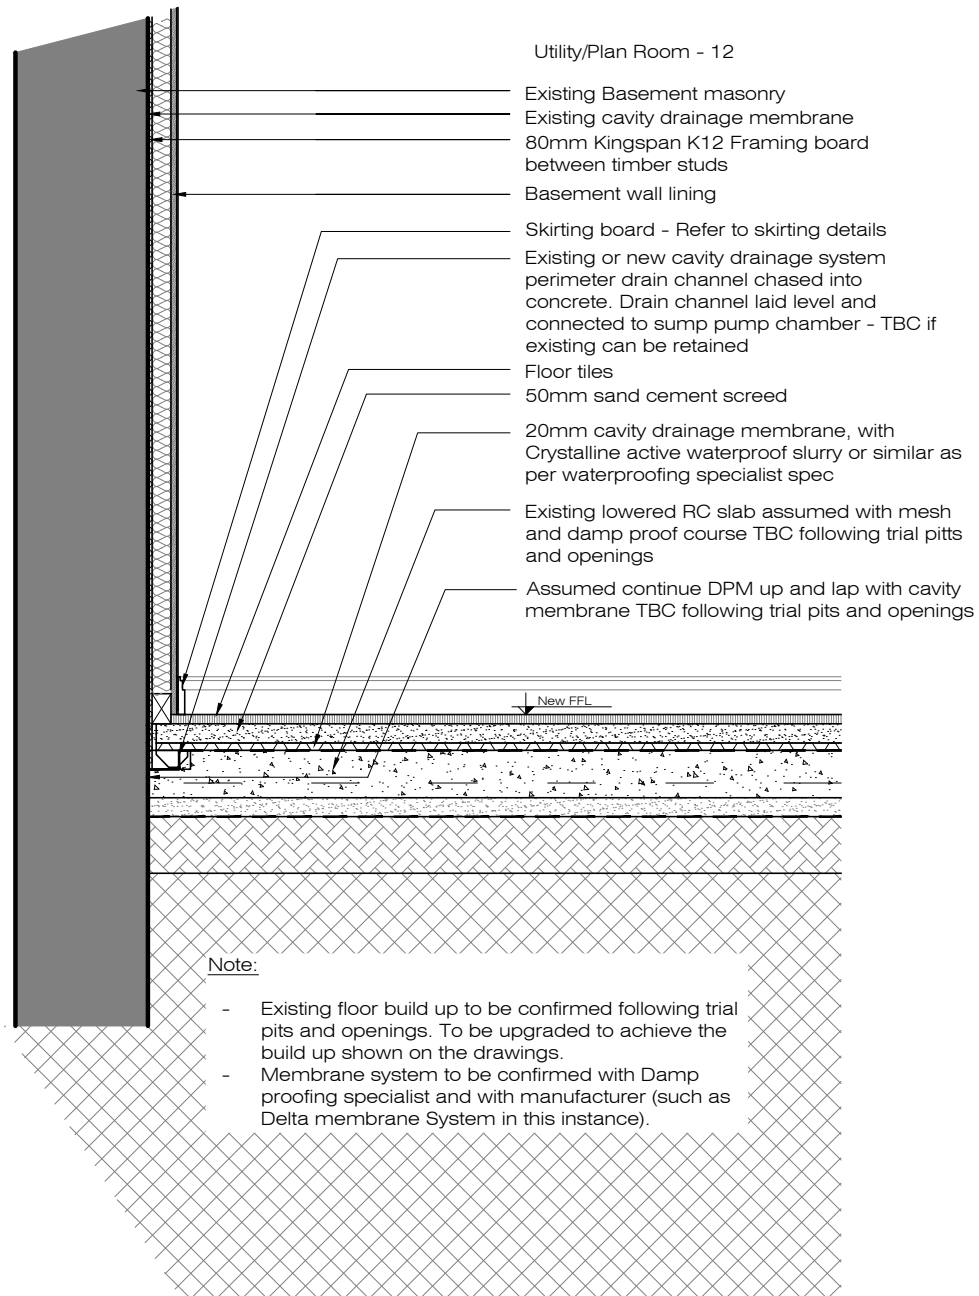 Utility/Plan Room - 12
Existing Basement masonry
Existing cavity drainage membrane
80mm Kingspan K12 Framing board
between timber studs
Basement wall lining
Skirting board - Refer to skirting details
Existing or new cavity drainage system
perimeter drain channel chased into
concrete. Drain channel laid level and
connected to sump pump chamber - TBC if
existing can be retained
Floor tiles
50mm sand cement screed
20mm cavity drainage membrane, with
Crystalline active waterproof slurry or similar as
per waterproofing specialist spec
Existing lowered RC slab assumed with mesh
and damp proof course TBC following trial pitts
and openings
Assumed continue DPM up and lap with cavity
membrane TBC following trial pits and openings
New FFL
Note:
- Existing floor build up to be confirmed following trial
pits and openings. To be upgraded to achieve the
build up shown on the drawings.
- Membrane system to be confirmed with Damp
proofing specialist and with manufacturer (such as
Delta membrane System in this instance).